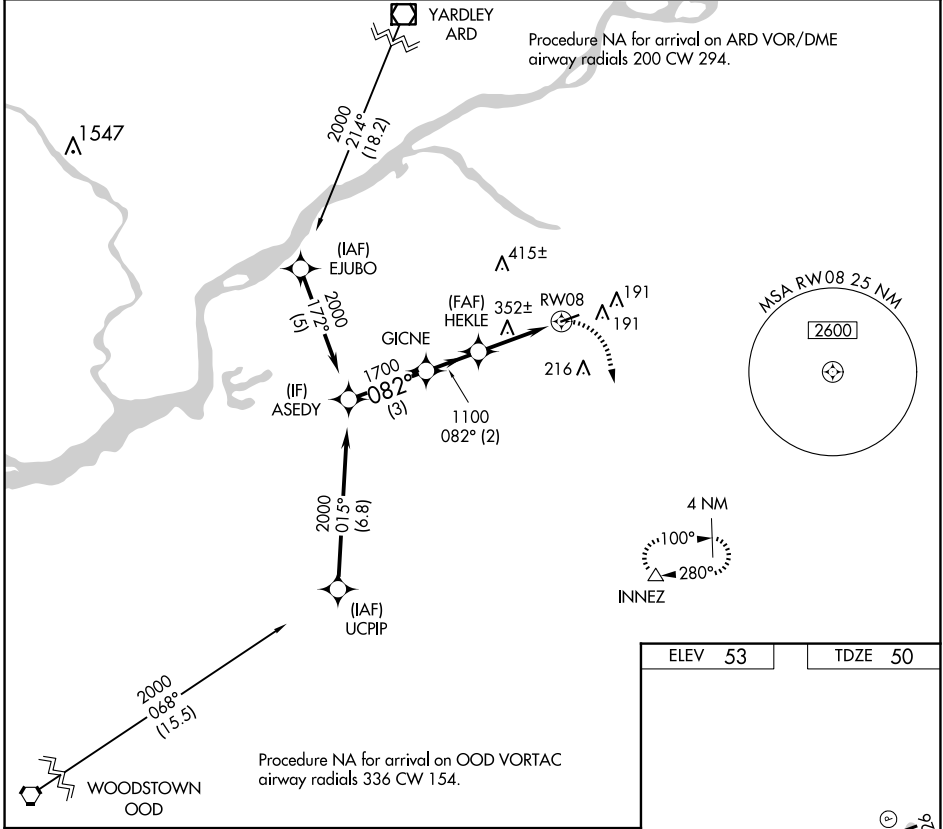 YARDLEY
ARD
Procedure NA for arrival on ARD VOR/DME
airway radials 200 CW 294.
2000
214°
(18.2)
1547
(IAF)
EJUBO
2000
172°
(5)
415±
(FAF)
HEKLE
352±
RW08
191
191
216
GICNE
(IF)
ASEDY
1700
082°
(3)
1100
082° (2)
MSA RW08 25 NM
2600
2000
015°
(6.8)
4 NM
100°
280°
INNEZ
(IAF)
UCPIP
2000
068°
(15.5)
WOODSTOWN
OOD
Procedure NA for arrival on OOD VORTAC
airway radials 336 CW 154.
ELEV 53
TDZE 50
P
26